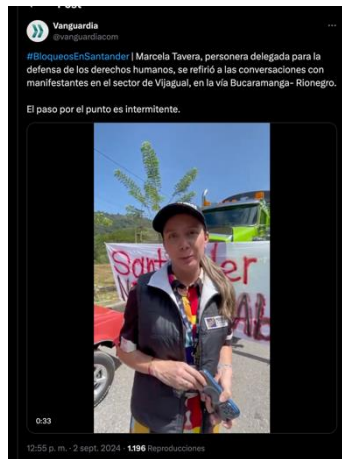 Post
Vanguardia
@vanguardiacom
#BloqueosEnSantander | Marcela Tavera, personera delegada para la
defensa de los derechos humanos, se refirió a las conversaciones con
manifestantes en el sector de Vijagual, en la vía Bucaramanga- Rionegro.
El paso por el punto es intermitente.
0:33
12:55 p. m. · 2 sept. 2024 · 1.196 Reproducciones